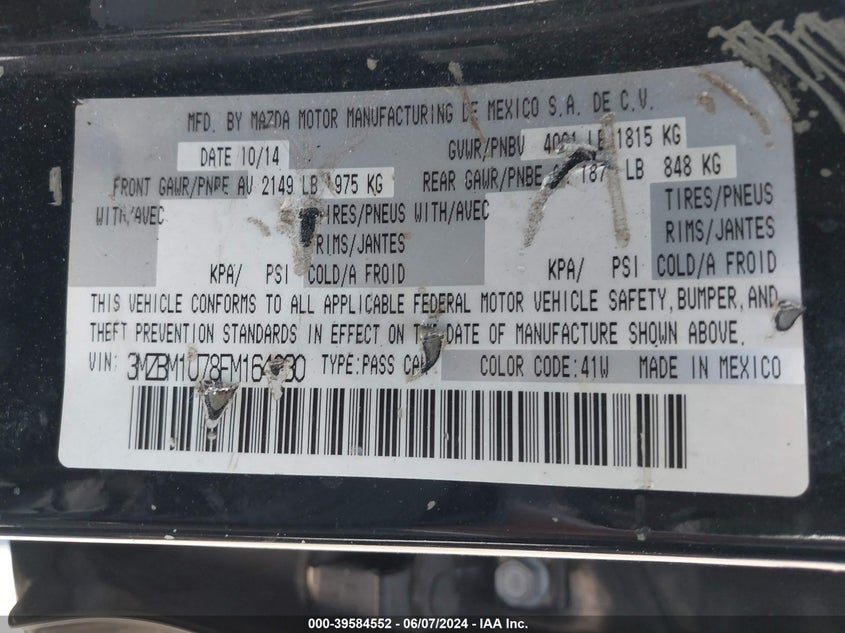 MFD. BY MAZDA MOTOR MANUFACTURING DE MEXICO S.A. DE C.V.
DATE 10/14 GVWR/PNBV LB 1815 KG
FRONT GAWR/PNBE AV 2149 LB 975 KG REAR GAWR/PNBE LB 848 KG
WITH/AVEC TIRES/PNEUS WITH/AVEC TIRES/PNEUS
RIMS/JANTES RIMS/JANTES
KPA/ PSI COLD/A FROID KPA/ PSI COLD/A FROID
THIS VEHICLE CONFORMS TO ALL APPLICABLE FEDERAL MOTOR VEHICLE SAFETY, BUMPER, AND
THEFT PREVENTION STANDARDS IN EFFECT ON THE DATE OF MANUFACTURE SHOWN ABOVE.
VIN: TYPE:PASS CAR COLOR CODE:41W MADE IN MEXICO
000-39584552 - 06/07/2024 - IAA Inc.